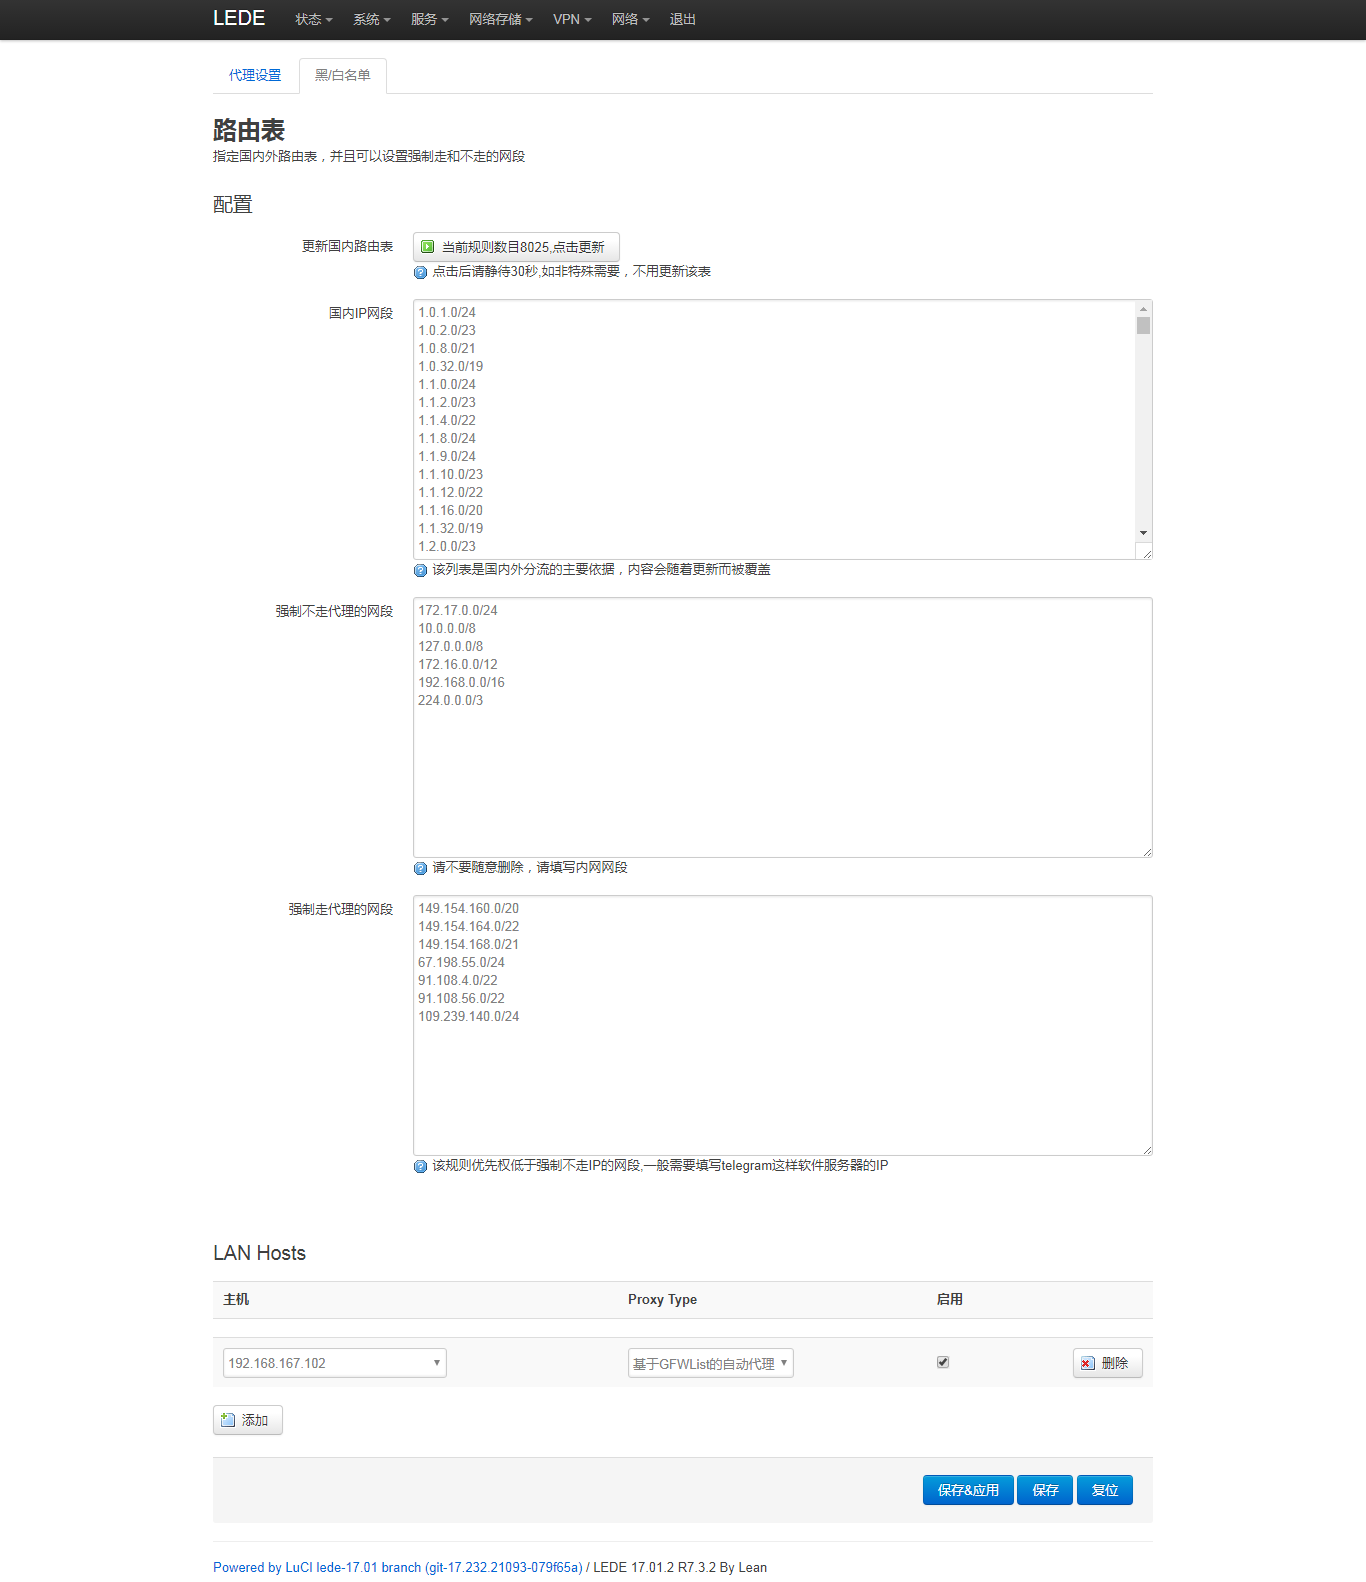 LEDE 状态 系统 服务 网络存储 VPN 网络 退出
代理设置 黑/白名单
路由表
指定国内外路由表，并且可以设置强制走和不走的网段
配置
更新国内路由表 当前规则数目8025,点击更新
点击后请静待30秒,如非特殊需要，不用更新该表
国内IP网段
1.0.1.0/24
1.0.2.0/23
1.0.8.0/21
1.0.32.0/19
1.1.0.0/24
1.1.2.0/23
1.1.4.0/22
1.1.8.0/24
1.1.9.0/24
1.1.10.0/23
1.1.12.0/22
1.1.16.0/20
1.1.32.0/19
1.2.0.0/23
该列表是国内外分流的主要依据，内容会随着更新而被覆盖
强制不走代理的网段
172.17.0.0/24
10.0.0.0/8
127.0.0.0/8
172.16.0.0/12
192.168.0.0/16
224.0.0.0/3
请不要随意删除，请填写内网网段
强制走代理的网段
149.154.160.0/20
149.154.164.0/22
149.154.168.0/21
67.198.55.0/24
91.108.4.0/22
91.108.56.0/22
109.239.140.0/24
该规则优先权低于强制不走IP的网段,一般需要填写telegram这样软件服务器的IP
LAN Hosts
主机 Proxy Type 启用
192.168.167.102 基于GFWList的自动代理 删除
添加
保存&应用 保存 复位
Powered by LuCI lede-17.01 branch (git-17.232.21093-079f65a) / LEDE 17.01.2 R7.3.2 By Lean